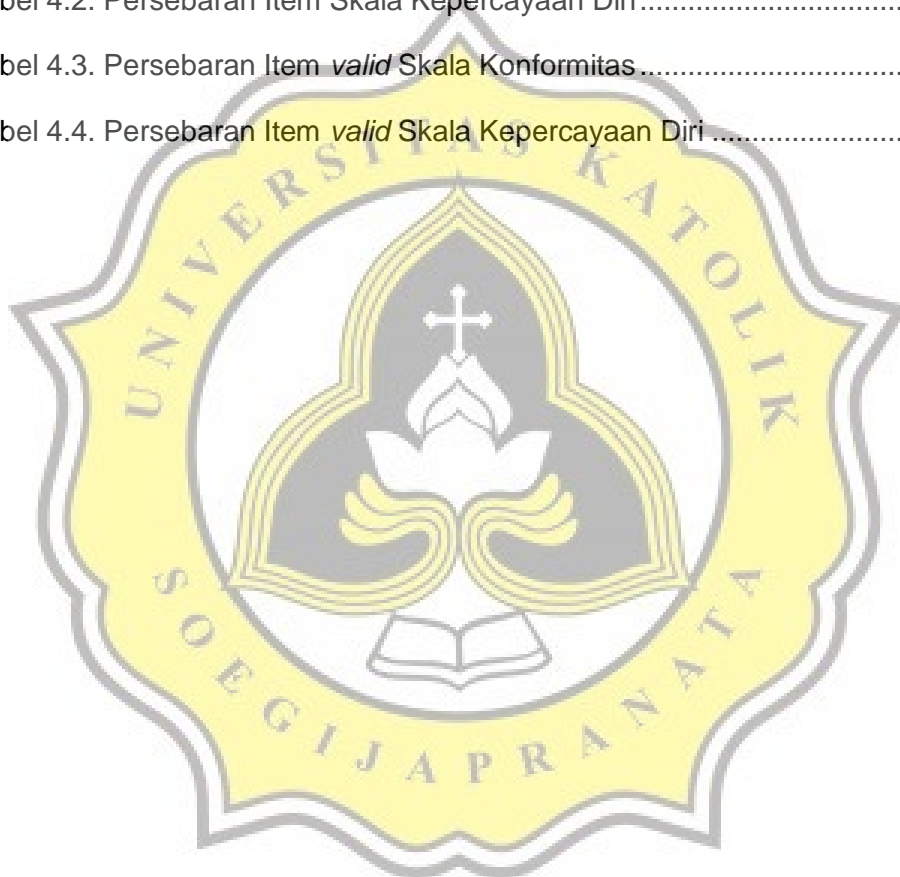 bel 4.2. Persebaran Item Skala Kepercayaan Diri................................
bel 4.3. Persebaran Item valid Skala Konformitas................................
bel 4.4. Persebaran Item valid Skala Kepercayaan Diri ........................
UNIVERSITAS KATOLIK
SOEGIJAPRANATA